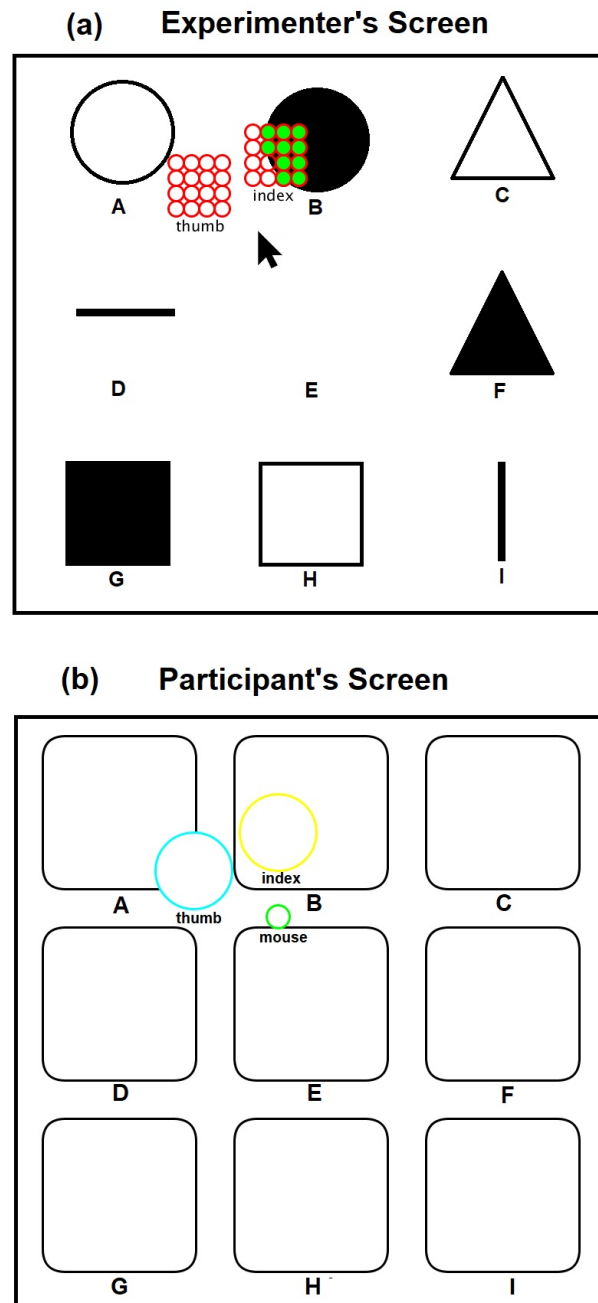 (a) Experimenter's Screen
A
thumb
index
B
C
D
E
F
G
H
I
(b) Participant's Screen
A
thumb
index
B
C
mouse
D
E
F
G
H
I